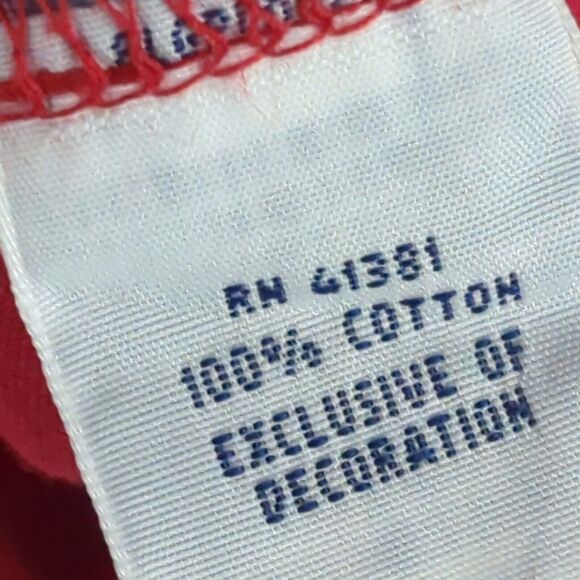 RN 41381
100% COTTON
EXCLUSIVE OF
DECORATION